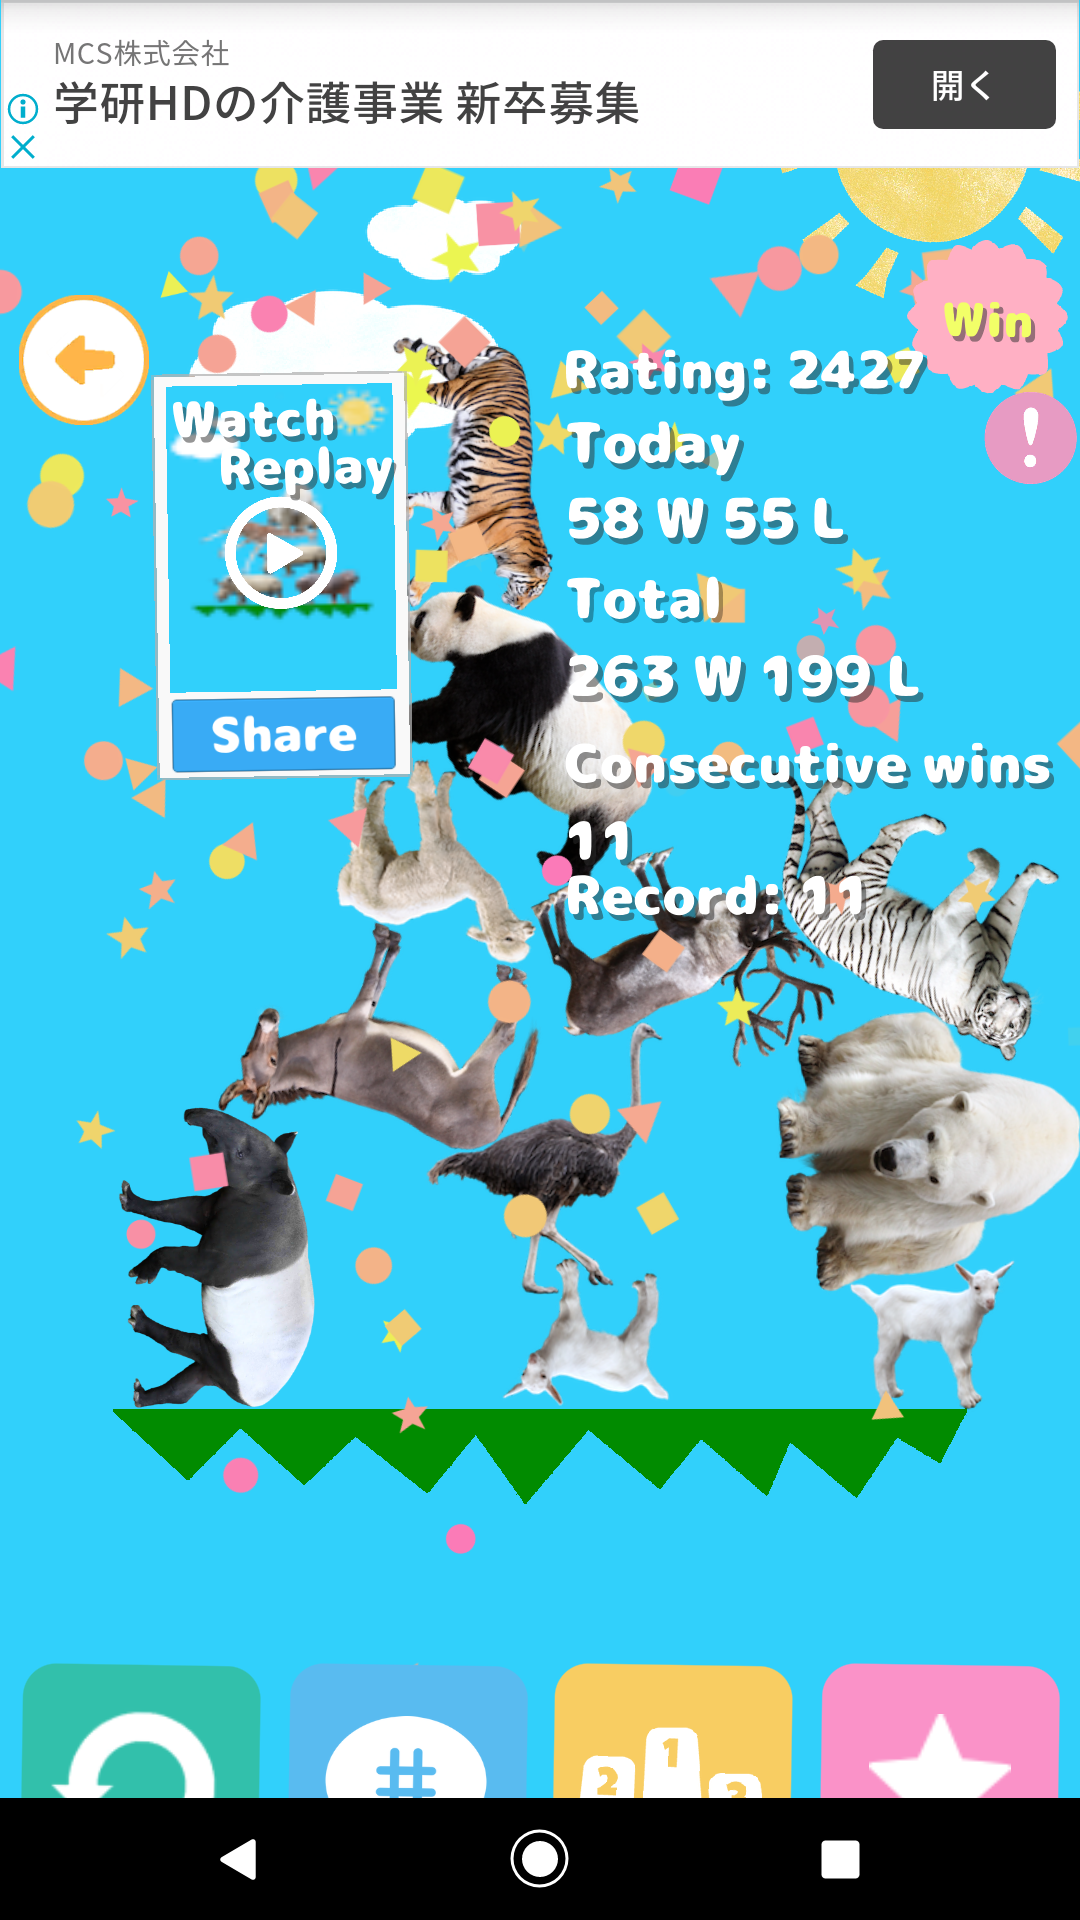 MCS株式会社
学研HDの介護事業 新卒募集
開く
Win
Rating: 2427
Watch
Replay
Today
58 W 55 L
Total
263 W 199 L
Share
Consecutive wins
11
Record: 11
!
#
2
1
3